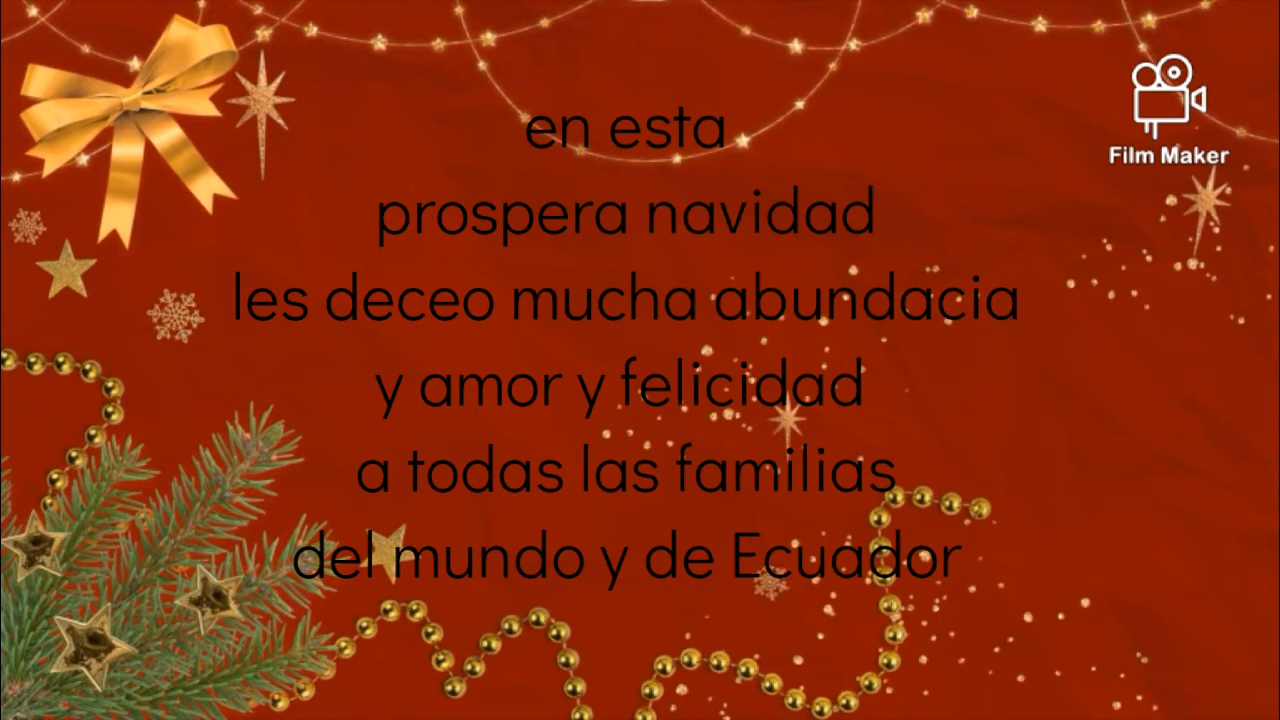 en esta
prospera navidad
les deceo mucha abundacia
y amor y felicidad
a todas las familias
del mundo y de Ecuador
Film Maker